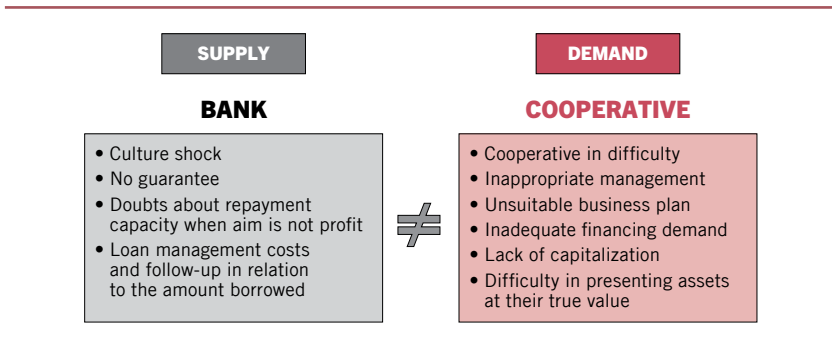 SUPPLY
BANK
• Culture shock
• No guarantee
• Doubts about repayment
capacity when aim is not profit
• Loan management costs
and follow-up in relation
to the amount borrowed
≠
DEMAND
COOPERATIVE
• Cooperative in difficulty
• Inappropriate management
• Unsuitable business plan
• Inadequate financing demand
• Lack of capitalization
• Difficulty in presenting assets
at their true value